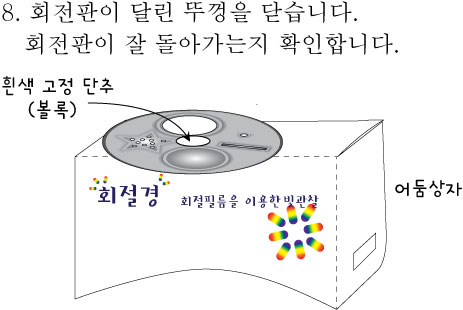 8. 회전판이 달린 뚜껑을 닫습니다.
회전판이 잘 돌아가는지 확인합니다.
흰색 고정 단추
(볼록)
어둠상자
회절경
회절필름을 이용한 빛관찰